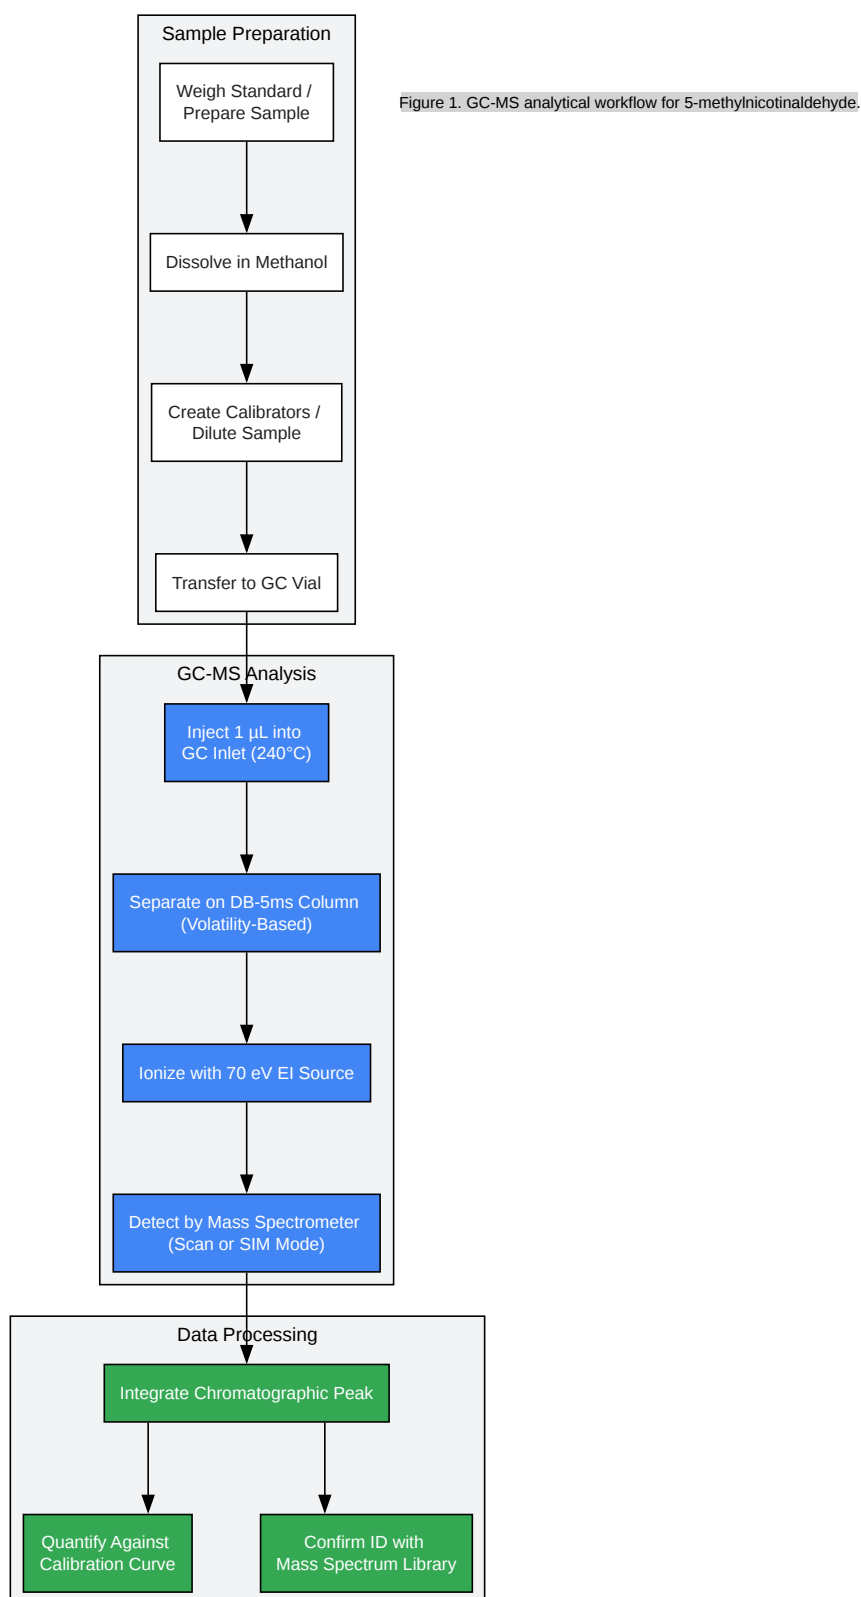 Sample Preparation
Weigh Standard /
Prepare Sample
Figure 1. GC-MS analytical workflow for 5-methylnicotinaldehyde.
Dissolve in Methanol
Create Calibrators /
Dilute Sample
Transfer to GC Vial
GC-MS Analysis
Inject 1 µL into
GC Inlet (240°C)
Separate on DB-5ms Column
(Volatility-Based)
Ionize with 70 eV EI Source
Detect by Mass Spectrometer
(Scan or SIM Mode)
Data Processing
Integrate Chromatographic Peak
Quantify Against
Calibration Curve
Confirm ID with
Mass Spectrum Library